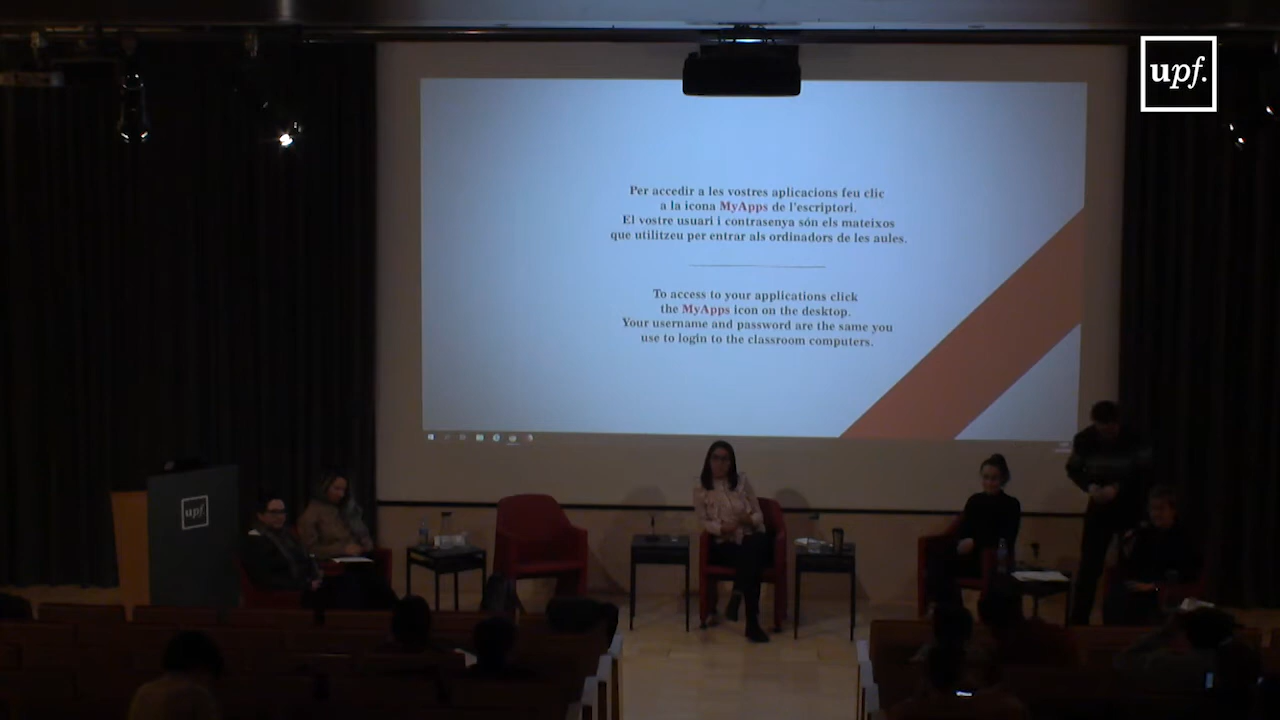 upf.
Per accedir a les vostres aplicacions feu clic
a la icona MyApps de l'escriptori.
El vostre usuari i contrasenya són els mateixos
que utilitzeu per entrar als ordinadors de les aules.
To access to your applications click
the MyApps icon on the desktop.
Your username and password are the same you
use to login to the classroom computers.
upf.